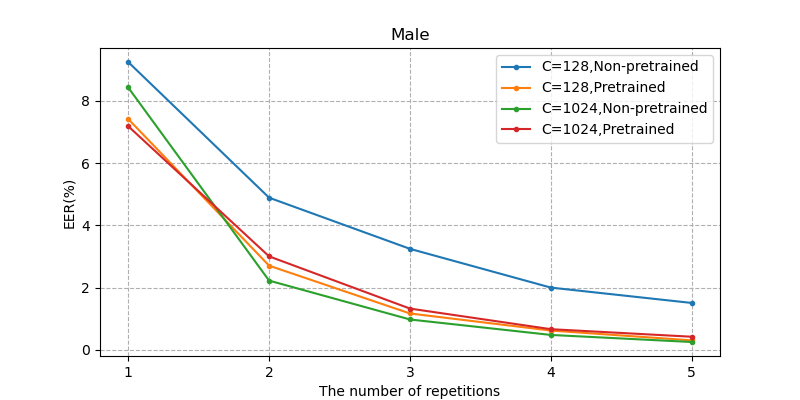 Male
C=128,Non-pretrained
C=128,Pretrained
C=1024,Non-pretrained
C=1024,Pretrained
EER(%)
8
6
4
2
0
1 2 3 4 5
The number of repetitions